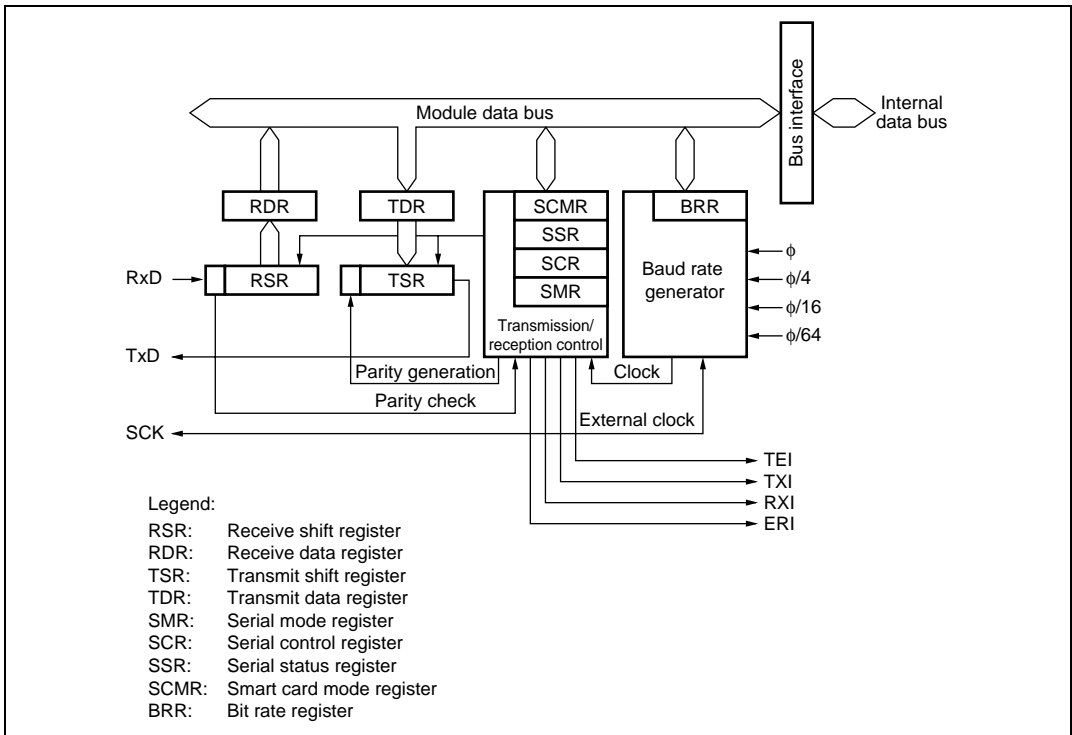 Bus interface
Module data bus
Internal
data bus
RDR
TDR
SCMR
BRR
SSR
SCR
SMR
RxD
RSR
TSR
Baud rate
generator
ϕ
ϕ/4
ϕ/16
ϕ/64
Transmission/
reception control
TxD
Parity generation
Clock
Parity check
SCK
External clock
TEI
TXI
RXI
ERI
Legend:
RSR: Receive shift register
RDR: Receive data register
TSR: Transmit shift register
TDR: Transmit data register
SMR: Serial mode register
SCR: Serial control register
SSR: Serial status register
SCMR: Smart card mode register
BRR: Bit rate register